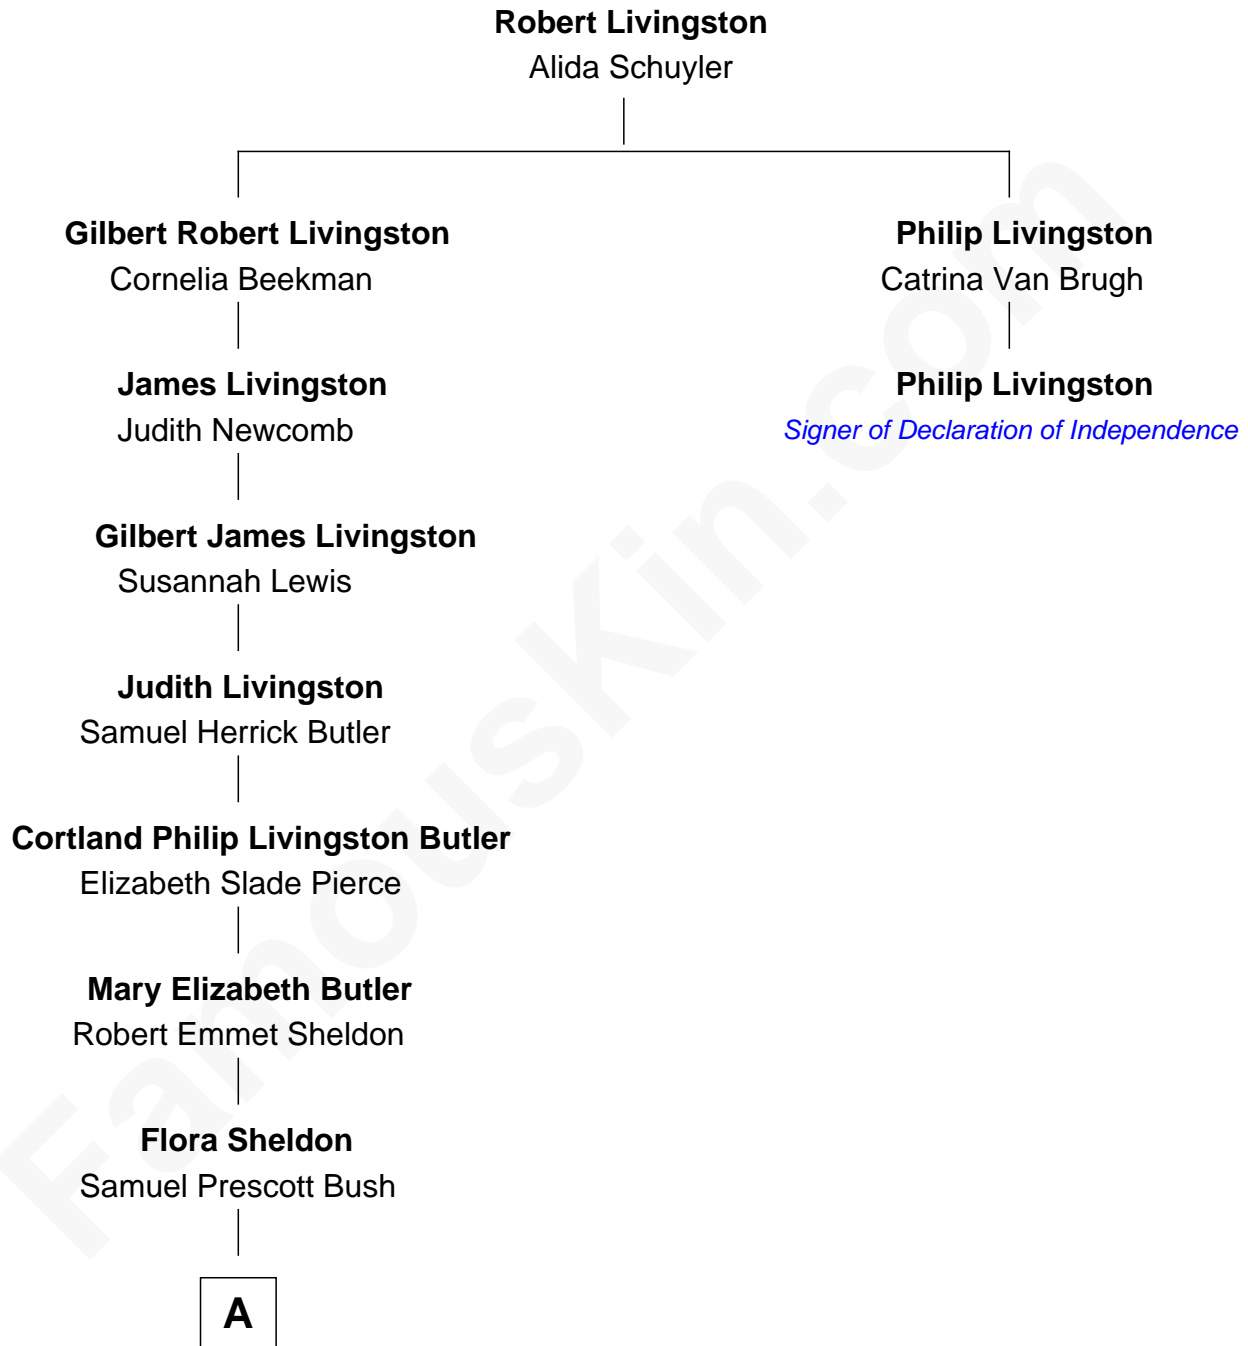 Robert Livingston
Alida Schuyler
Gilbert Robert Livingston
Cornelia Beekman
Philip Livingston
Catrina Van Brugh
James Livingston
Judith Newcomb
Philip Livingston
Signer of Declaration of Independence
Gilbert James Livingston
Susannah Lewis
Judith Livingston
Samuel Herrick Butler
Cortland Philip Livingston Butler
Elizabeth Slade Pierce
Mary Elizabeth Butler
Robert Emmet Sheldon
Flora Sheldon
Samuel Prescott Bush
A
FamousKin.com